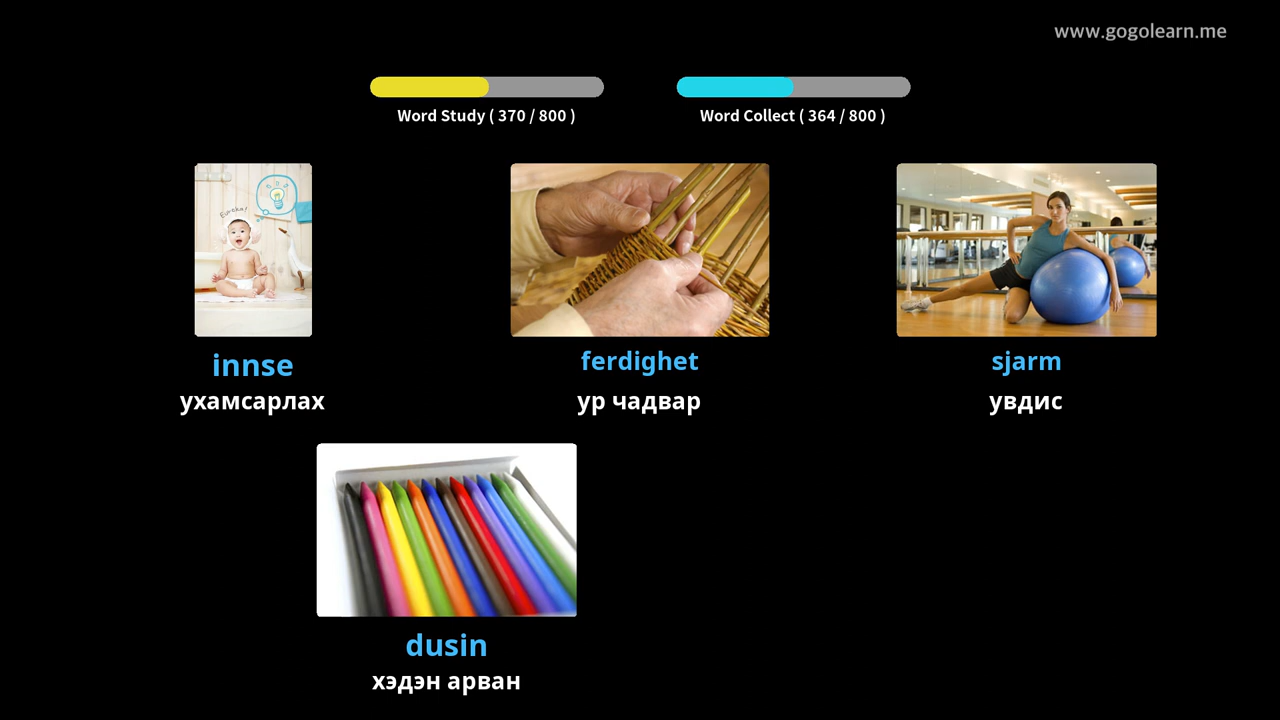 www.gogolearn.me
Word Study ( 370 / 800 )
Word Collect ( 364 / 800 )
Eureka!
innse
ухамсарлах
ferdighet
ур чадвар
sjarm
увдис
dusin
хэдэн арван